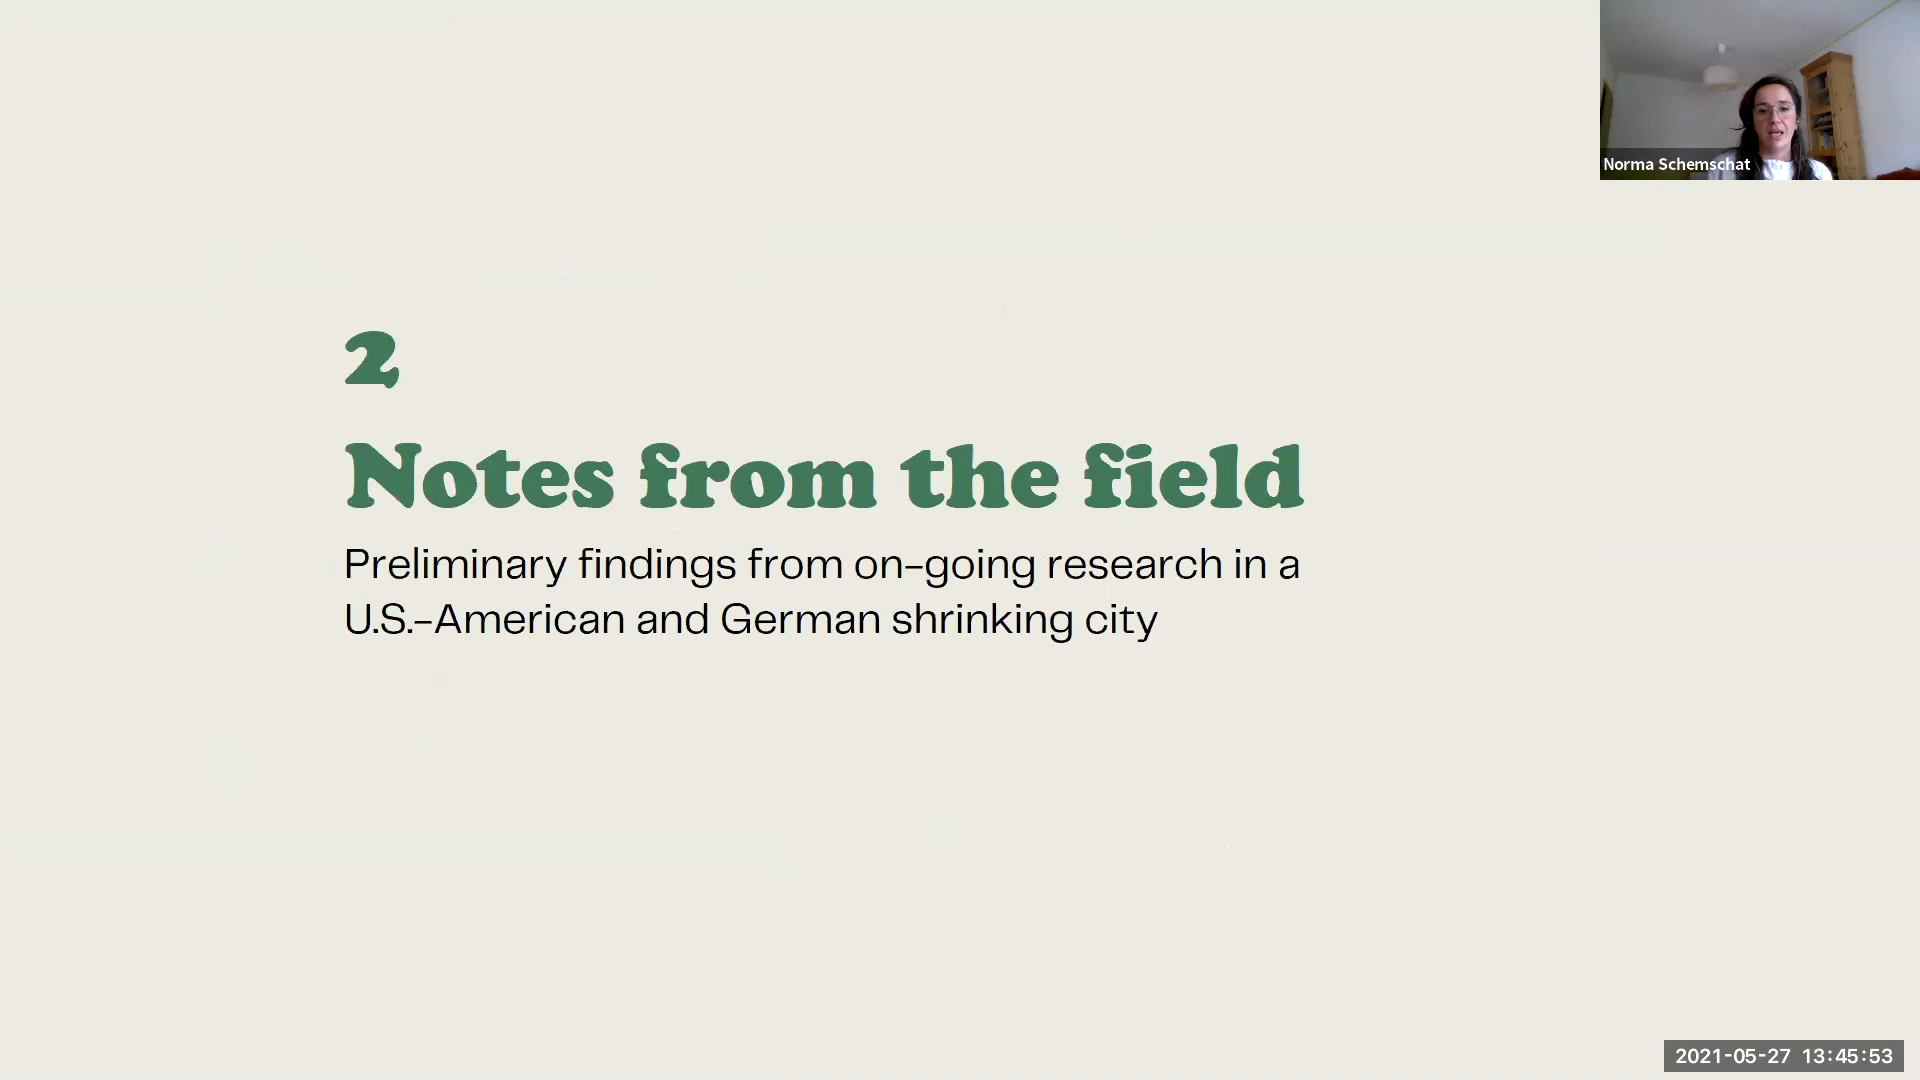 Norma Schemschat
2
Notes from the field
Preliminary findings from on-going research in a
U.S.-American and German shrinking city
2021-05-27 13:45:53